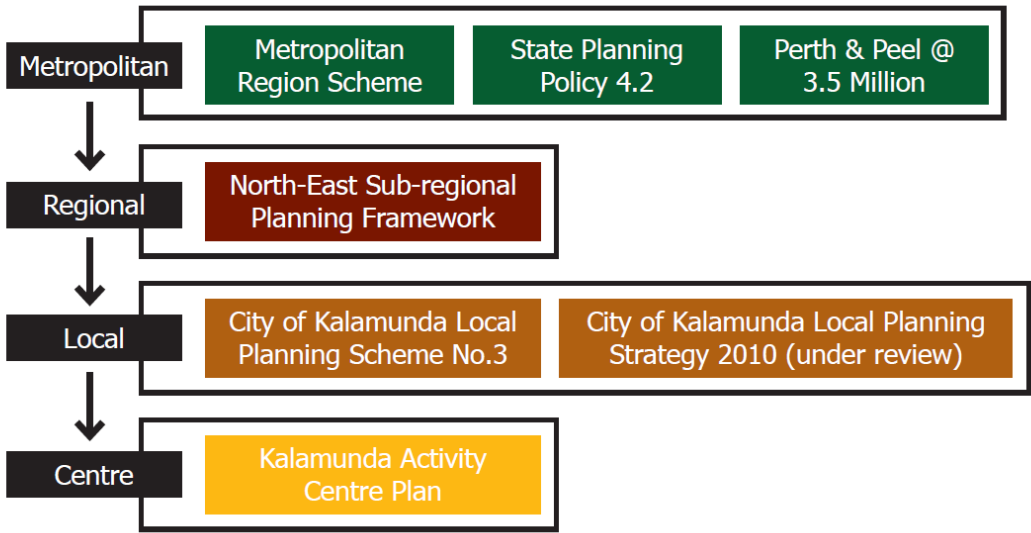 Metropolitan
Metropolitan
Region Scheme
State Planning
Policy 4.2
Perth & Peel @
3.5 Million
Regional
North-East Sub-regional
Planning Framework
Local
City of Kalamunda Local
Planning Scheme No.3
City of Kalamunda Local Planning
Strategy 2010 (under review)
Centre
Kalamunda Activity
Centre Plan